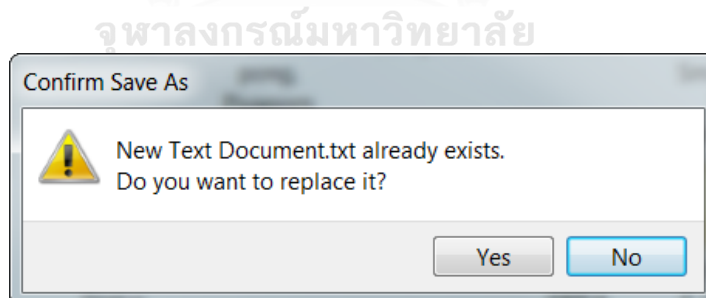 จุฬาลงกรณ์มหาวิทยาลัย
Confirm Save As
New Text Document.txt already exists.
Do you want to replace it?
Yes
No